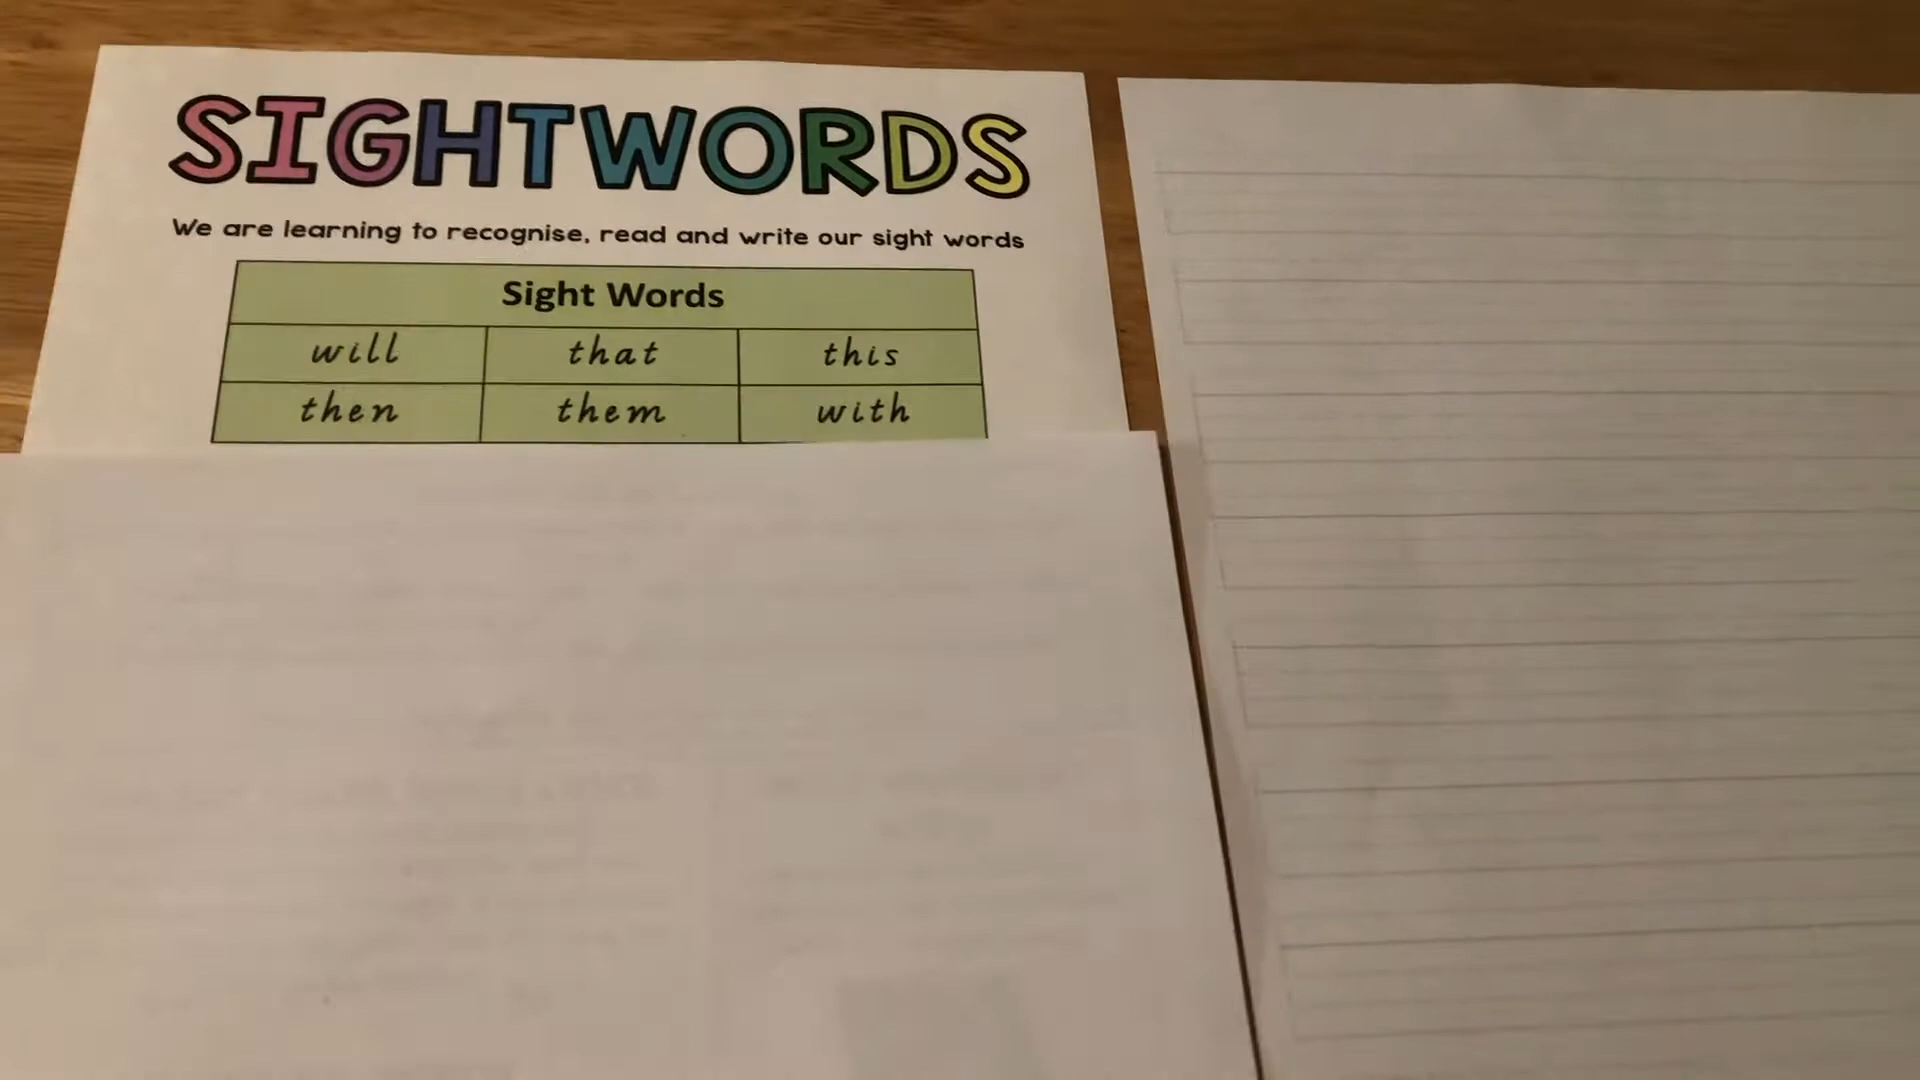 SIGHTWORDS
We are learning to recognise, read and write our sight words
Sight Words
will that this
then them with